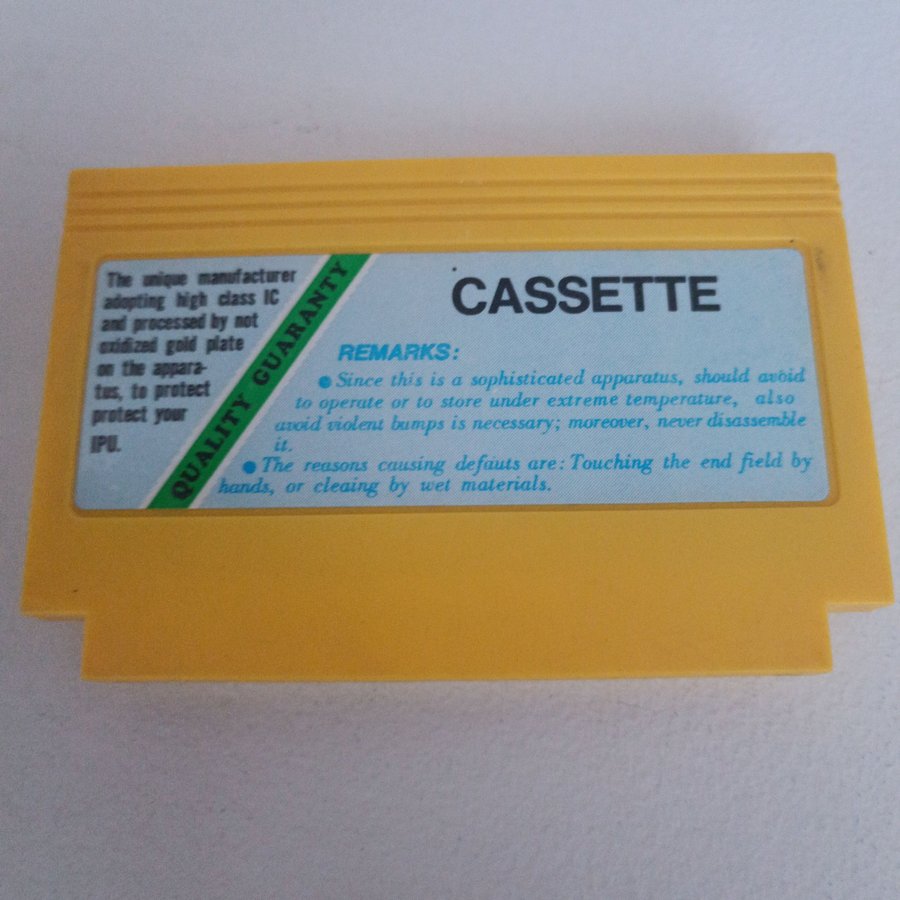 The unique manufacturer
adopting high class IC
and processed by not
oxidized gold plate
on the appara-
tus, to protect
protect your
IPU.
QUALITY GUARANTY
CASSETTE
REMARKS:
● Since this is a sophisticated apparatus, should avoid
to operate or to store under extreme temperature, also
avoid violent bumps is necessary; moreover, never disassemble
it.
● The reasons causing defauts are: Touching the end field by
hands, or cleaing by wet materials.